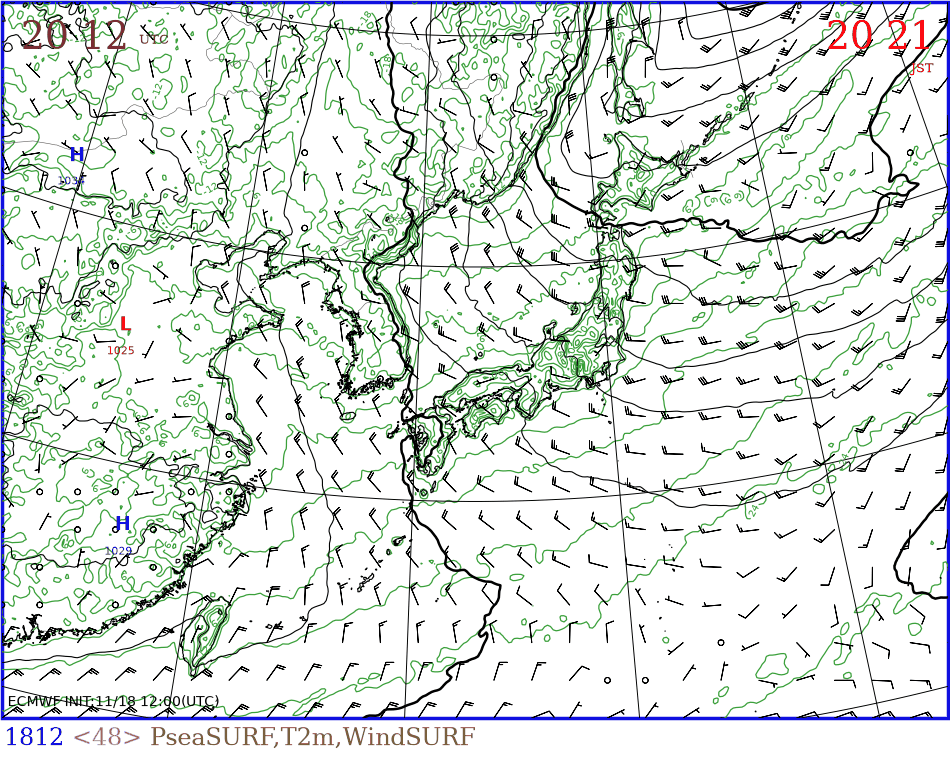 20 12 UTC
20 21
JST
H
1034
L
1025
H
1029
ECMWF INIT:11/18 12:00(UTC)
1812 <48> PseaSURF,T2m,WindSURF